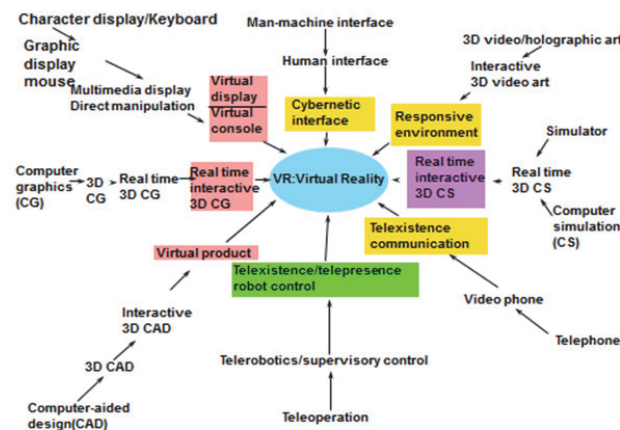 Character display/Keyboard
Man-machine interface
3D video/holographic art
Graphic
display
mouse
Human interface
Interactive
3D video art
Multimedia display
Direct manipulation
Virtual
display
Virtual
console
Cybernetic
interface
Responsive
environment
Simulator
Computer
graphics(CG)
3D
CG
Real time
3D CG
Real time
interactive
3D CG
VR:Virtual Reality
Real time
interactive
3D CS
Real time
3D CS
Computer
simulation
(CS)
Virtual product
Telexistence
communication
Telexistence/telepresence
robot control
Video phone
Telephone
Interactive
3D CAD
3D CAD
Telerobotics/supervisory control
Computer-aided
design(CAD)
Teleoperation